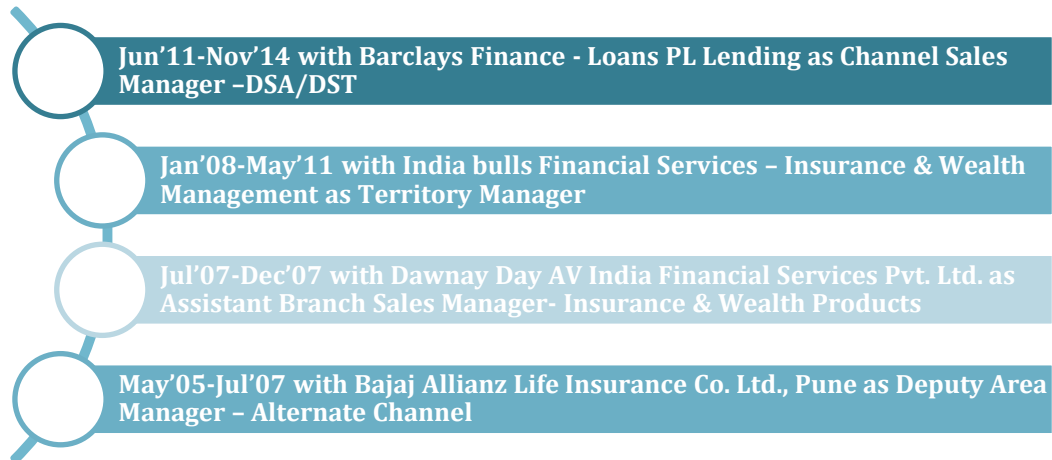 Jun’11-Nov’14 with Barclays Finance - Loans PL Lending as Channel Sales
Manager –DSA/DST
Jan’08-May’11 with India bulls Financial Services – Insurance & Wealth
Management as Territory Manager
Jul’07-Dec’07 with Dawnay Day AV India Financial Services Pvt. Ltd. as
Assistant Branch Sales Manager- Insurance & Wealth Products
May’05-Jul’07 with Bajaj Allianz Life Insurance Co. Ltd., Pune as Deputy Area
Manager – Alternate Channel